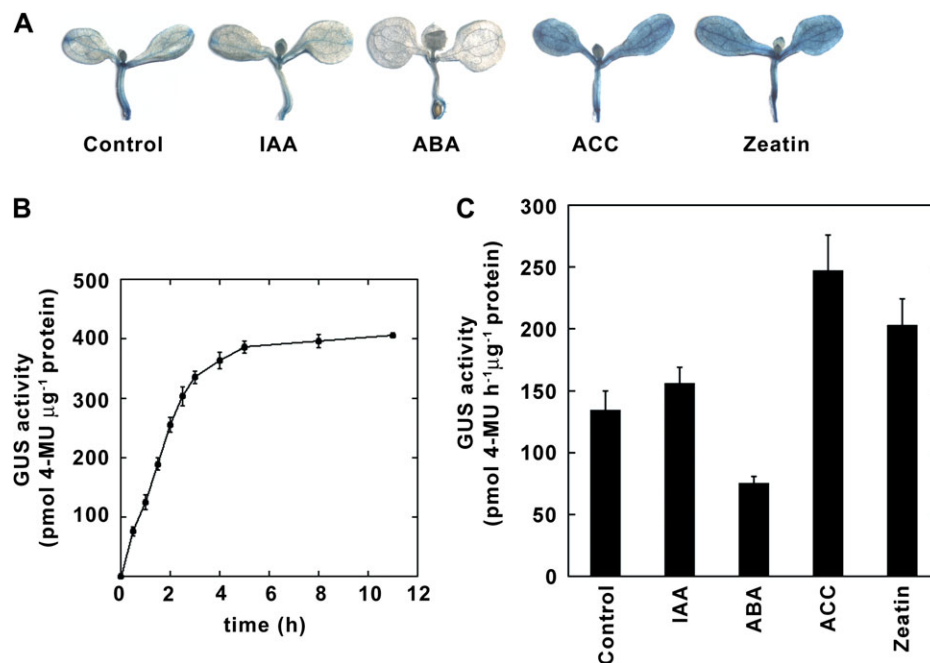 A
Control IAA ABA ACC Zeatin
B
GUS activity
(pmol 4-MU µg⁻¹ protein)
500
400
300
200
100
0 2 4 6 8 10 12
time (h)
C
GUS activity
(pmol 4-MU h⁻¹µg⁻¹ protein)
300
250
200
150
100
50
0
Control
IAA
ABA
ACC
Zeatin